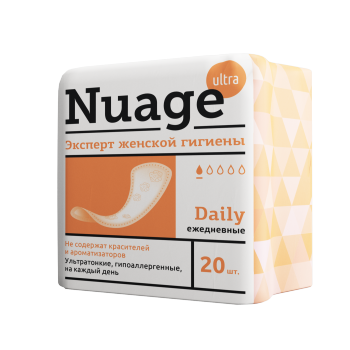 ultra
Nuage
Эксперт женской гигиены
Daily
ежедневные
Не содержат красителей
и ароматизаторов
Ультратонкие, гипоаллергенные,
на каждый день
20 шт.